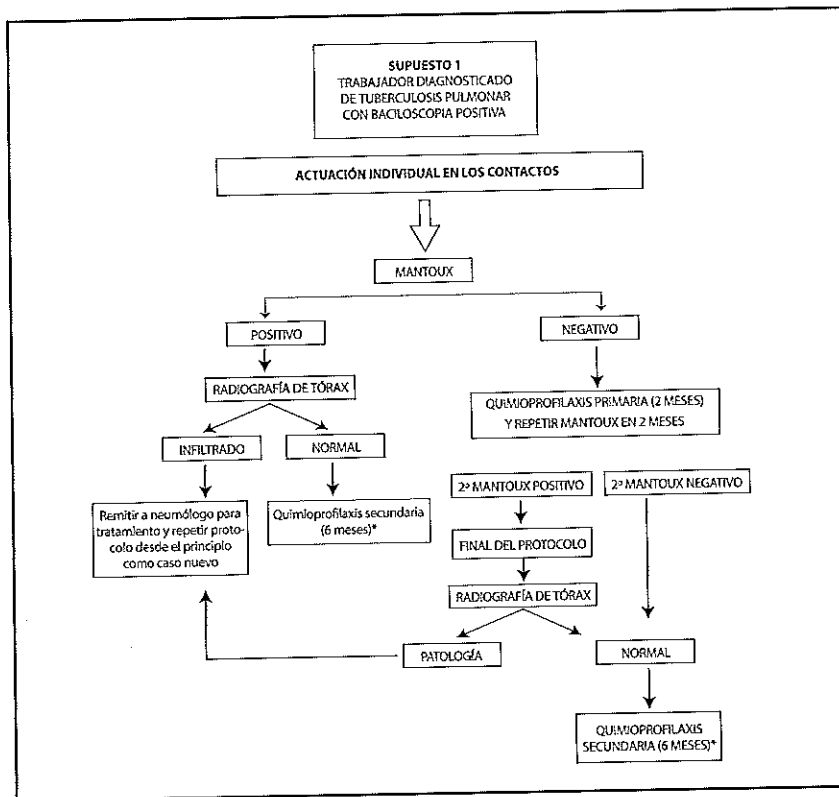 SUPUESTO 1
TRABAJADOR DIAGNOSTICADO
DE TUBERCULOSIS PULMONAR
CON BACILOSCOPIA POSITIVA
ACTUACIÓN INDIVIDUAL EN LOS CONTACTOS
MANTOUX
POSITIVO
NEGATIVO
RADIOGRAFÍA DE TÓRAX
QUIMIOPROFILAXIS PRIMARIA (2 MESES)
Y REPETIR MANTOUX EN 2 MESES
INFILTRADO
NORMAL
2º MANTOUX POSITIVO
2º MANTOUX NEGATIVO
Remitir a neumólogo para
tratamiento y repetir proto-
colo desde el principio
como caso nuevo
Quimioprofilaxis secundaria
(6 meses)*
FINAL DEL PROTOCOLO
RADIOGRAFÍA DE TÓRAX
PATOLOGÍA
NORMAL
QUIMIOPROFILAXIS
SECUNDARIA (6 MESES)*